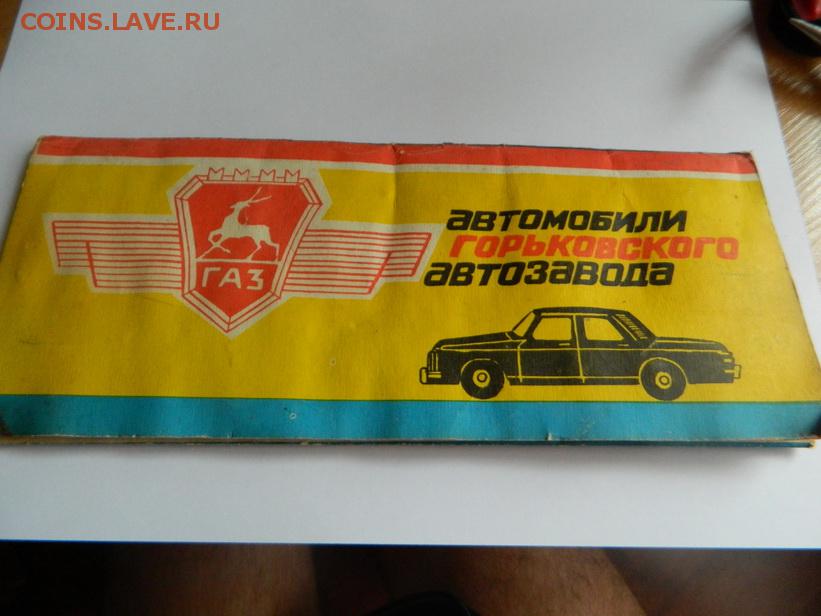 COINS.LAVE.RU
ГАЗ
автомобили
горьковского
автозавода